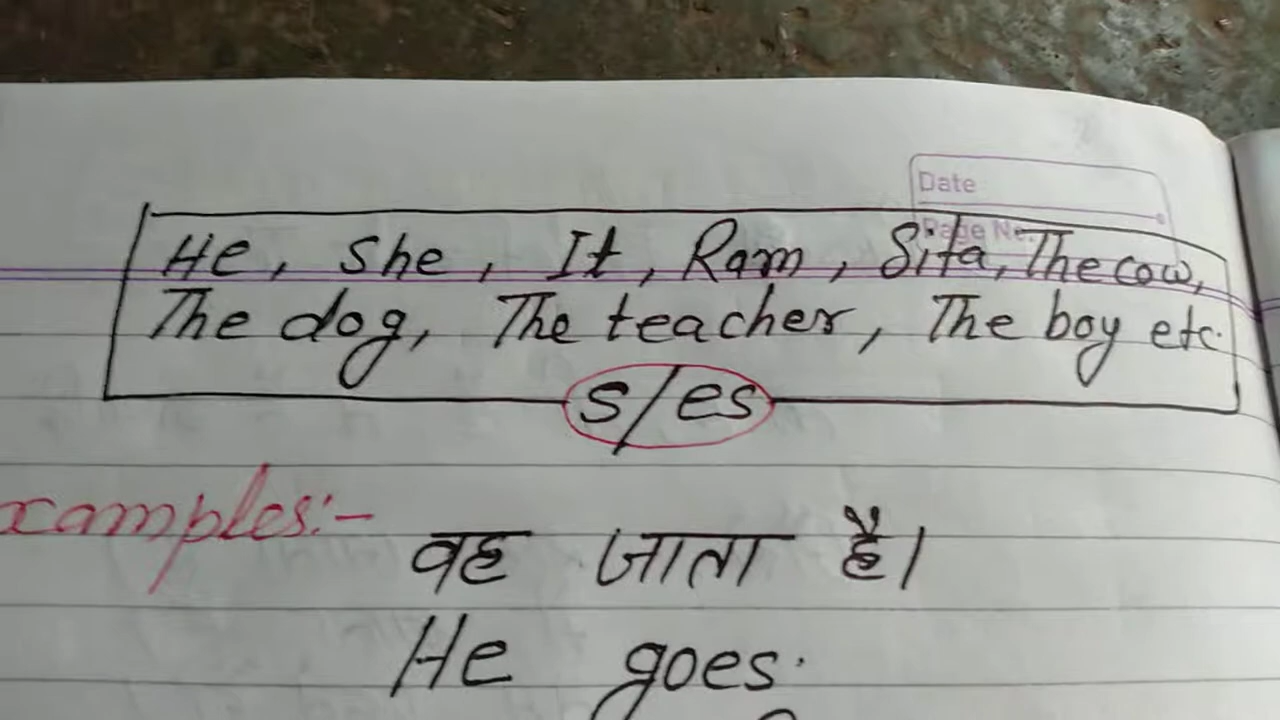 Date
Page No.
He, She, It, Ram, Sita, The cow,
The dog, The teacher, The boy etc.
s/es
xamples:-
वह जाता है।
He goes.